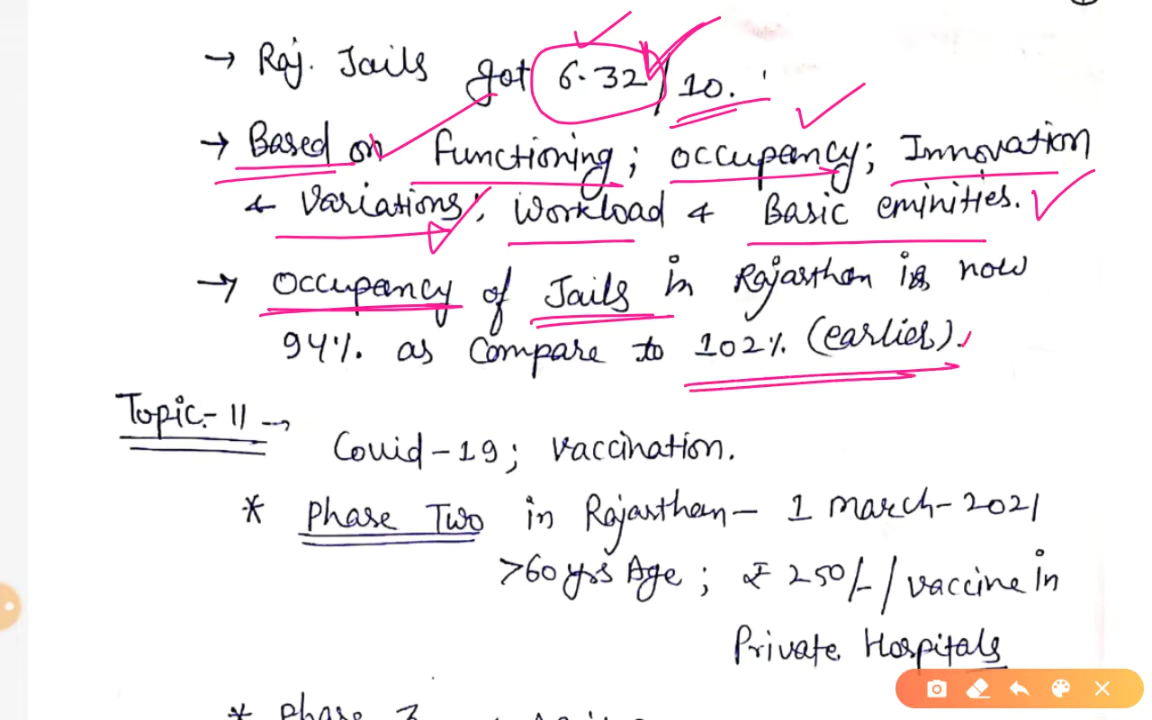 → Raj. Jails got 6.32/10.
→ Based on functioning; occupancy; Innovation
& Variations; Workload & Basic eminities.
→ Occupancy of Jails in Rajasthan is now
94%. as compare to 102%. (earlier).
Topic-11→
Covid-19; Vaccination.
* Phase Two in Rajasthan- 1 march-2021
>60 yrs Age; ₹ 250/-/vaccine in
Private Hospitals
* Phase 3